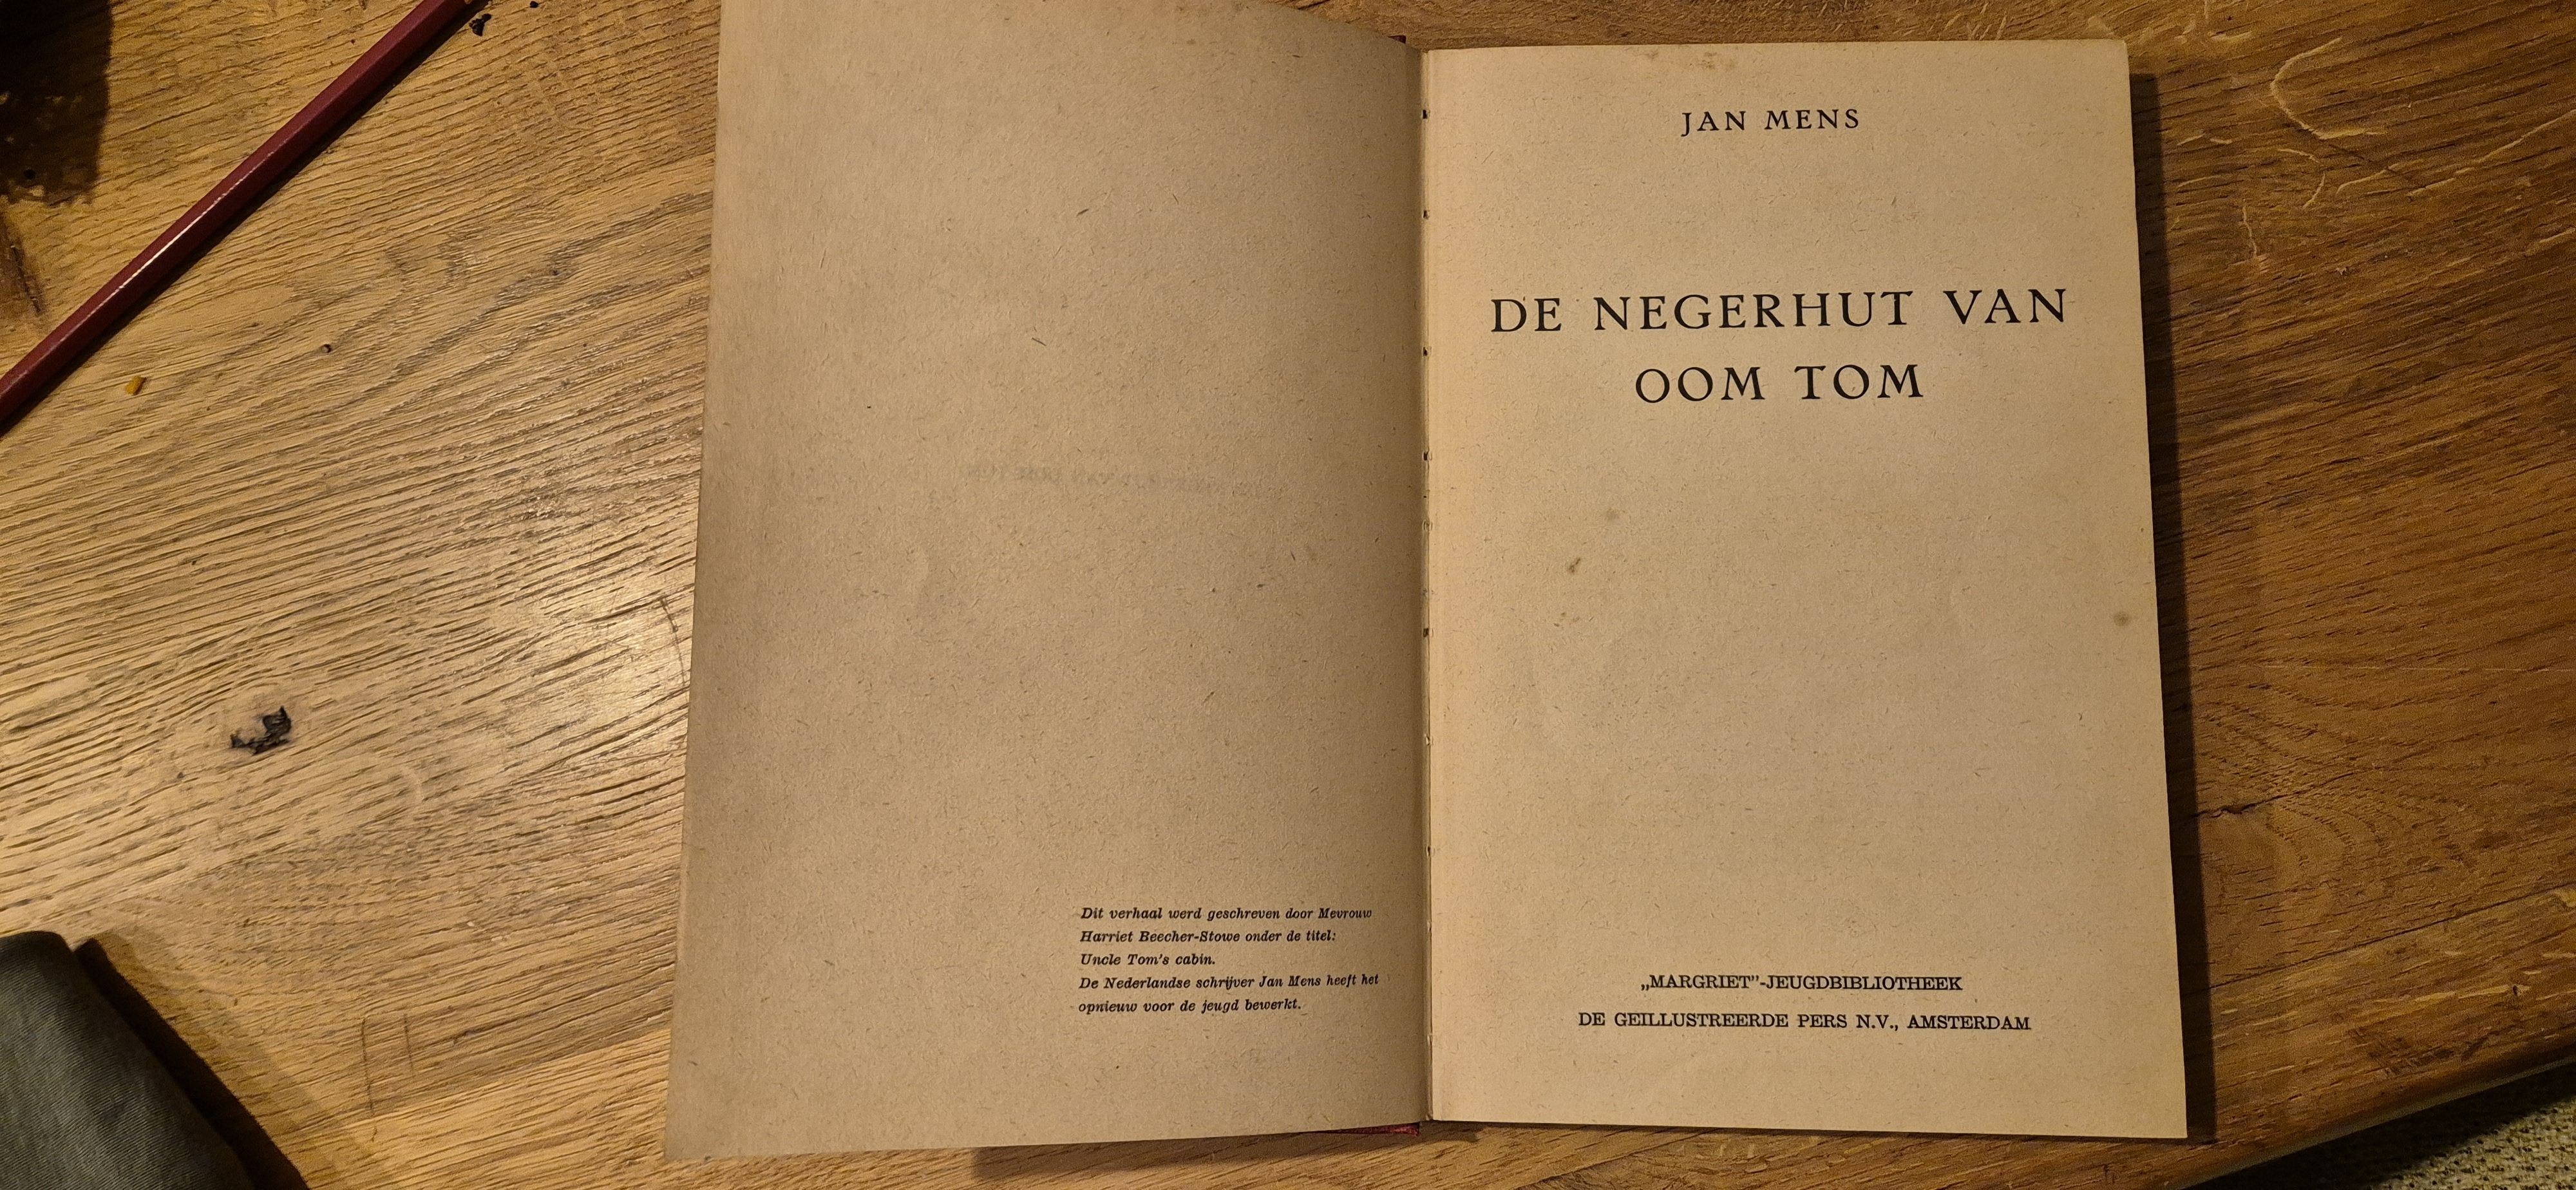 Dit verhaal werd geschreven door Mevrouw
Harriet Beecher-Stowe onder de titel:
Uncle Tom's cabin.
De Nederlandse schrijver Jan Mens heeft het
opnieuw voor de jeugd bewerkt.
JAN MENS
DE NEGERHUT VAN
OOM TOM
„MARGRIET”-JEUGDBIBLIOTHEEK
DE GEILLUSTREERDE PERS N.V., AMSTERDAM